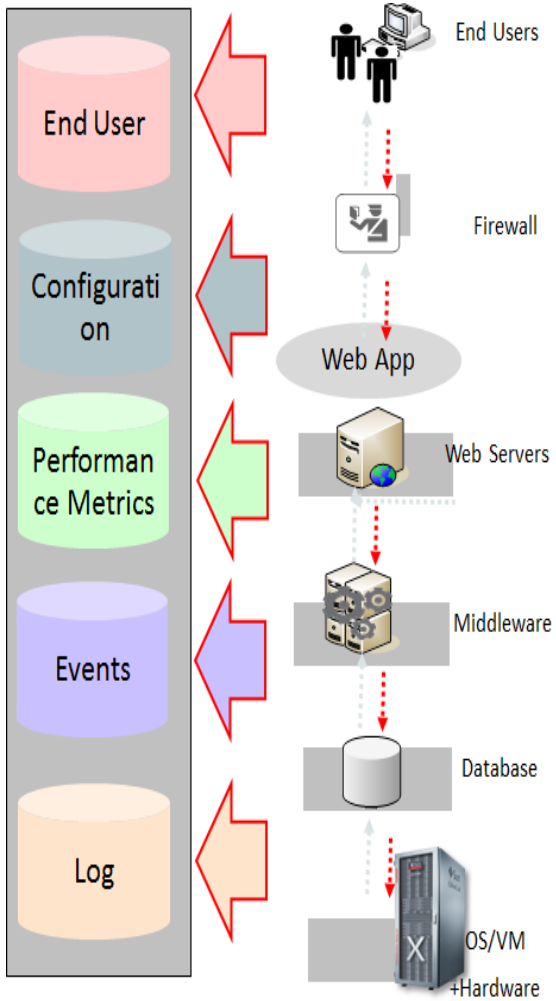 End User
Configurati
on
Performan
ce Metrics
Events
Log
End Users
Firewall
Web App
Web Servers
Middleware
Database
X
OS/VM
+Hardware